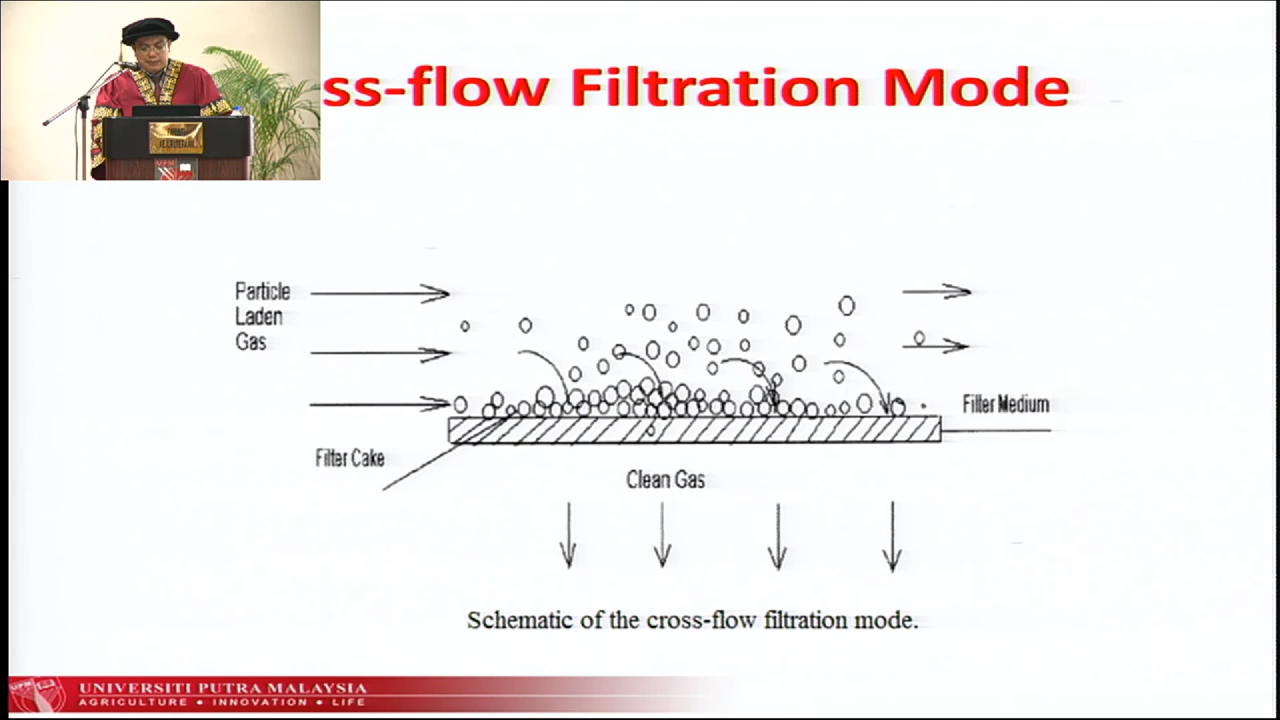 ss-flow Filtration Mode
Particle
Laden
Gas
Filter Medium
Filter Cake
Clean Gas
Schematic of the cross-flow filtration mode.
UPM
UNIVERSITI PUTRA MALAYSIA
AGRICULTURE • INNOVATION • LIFE